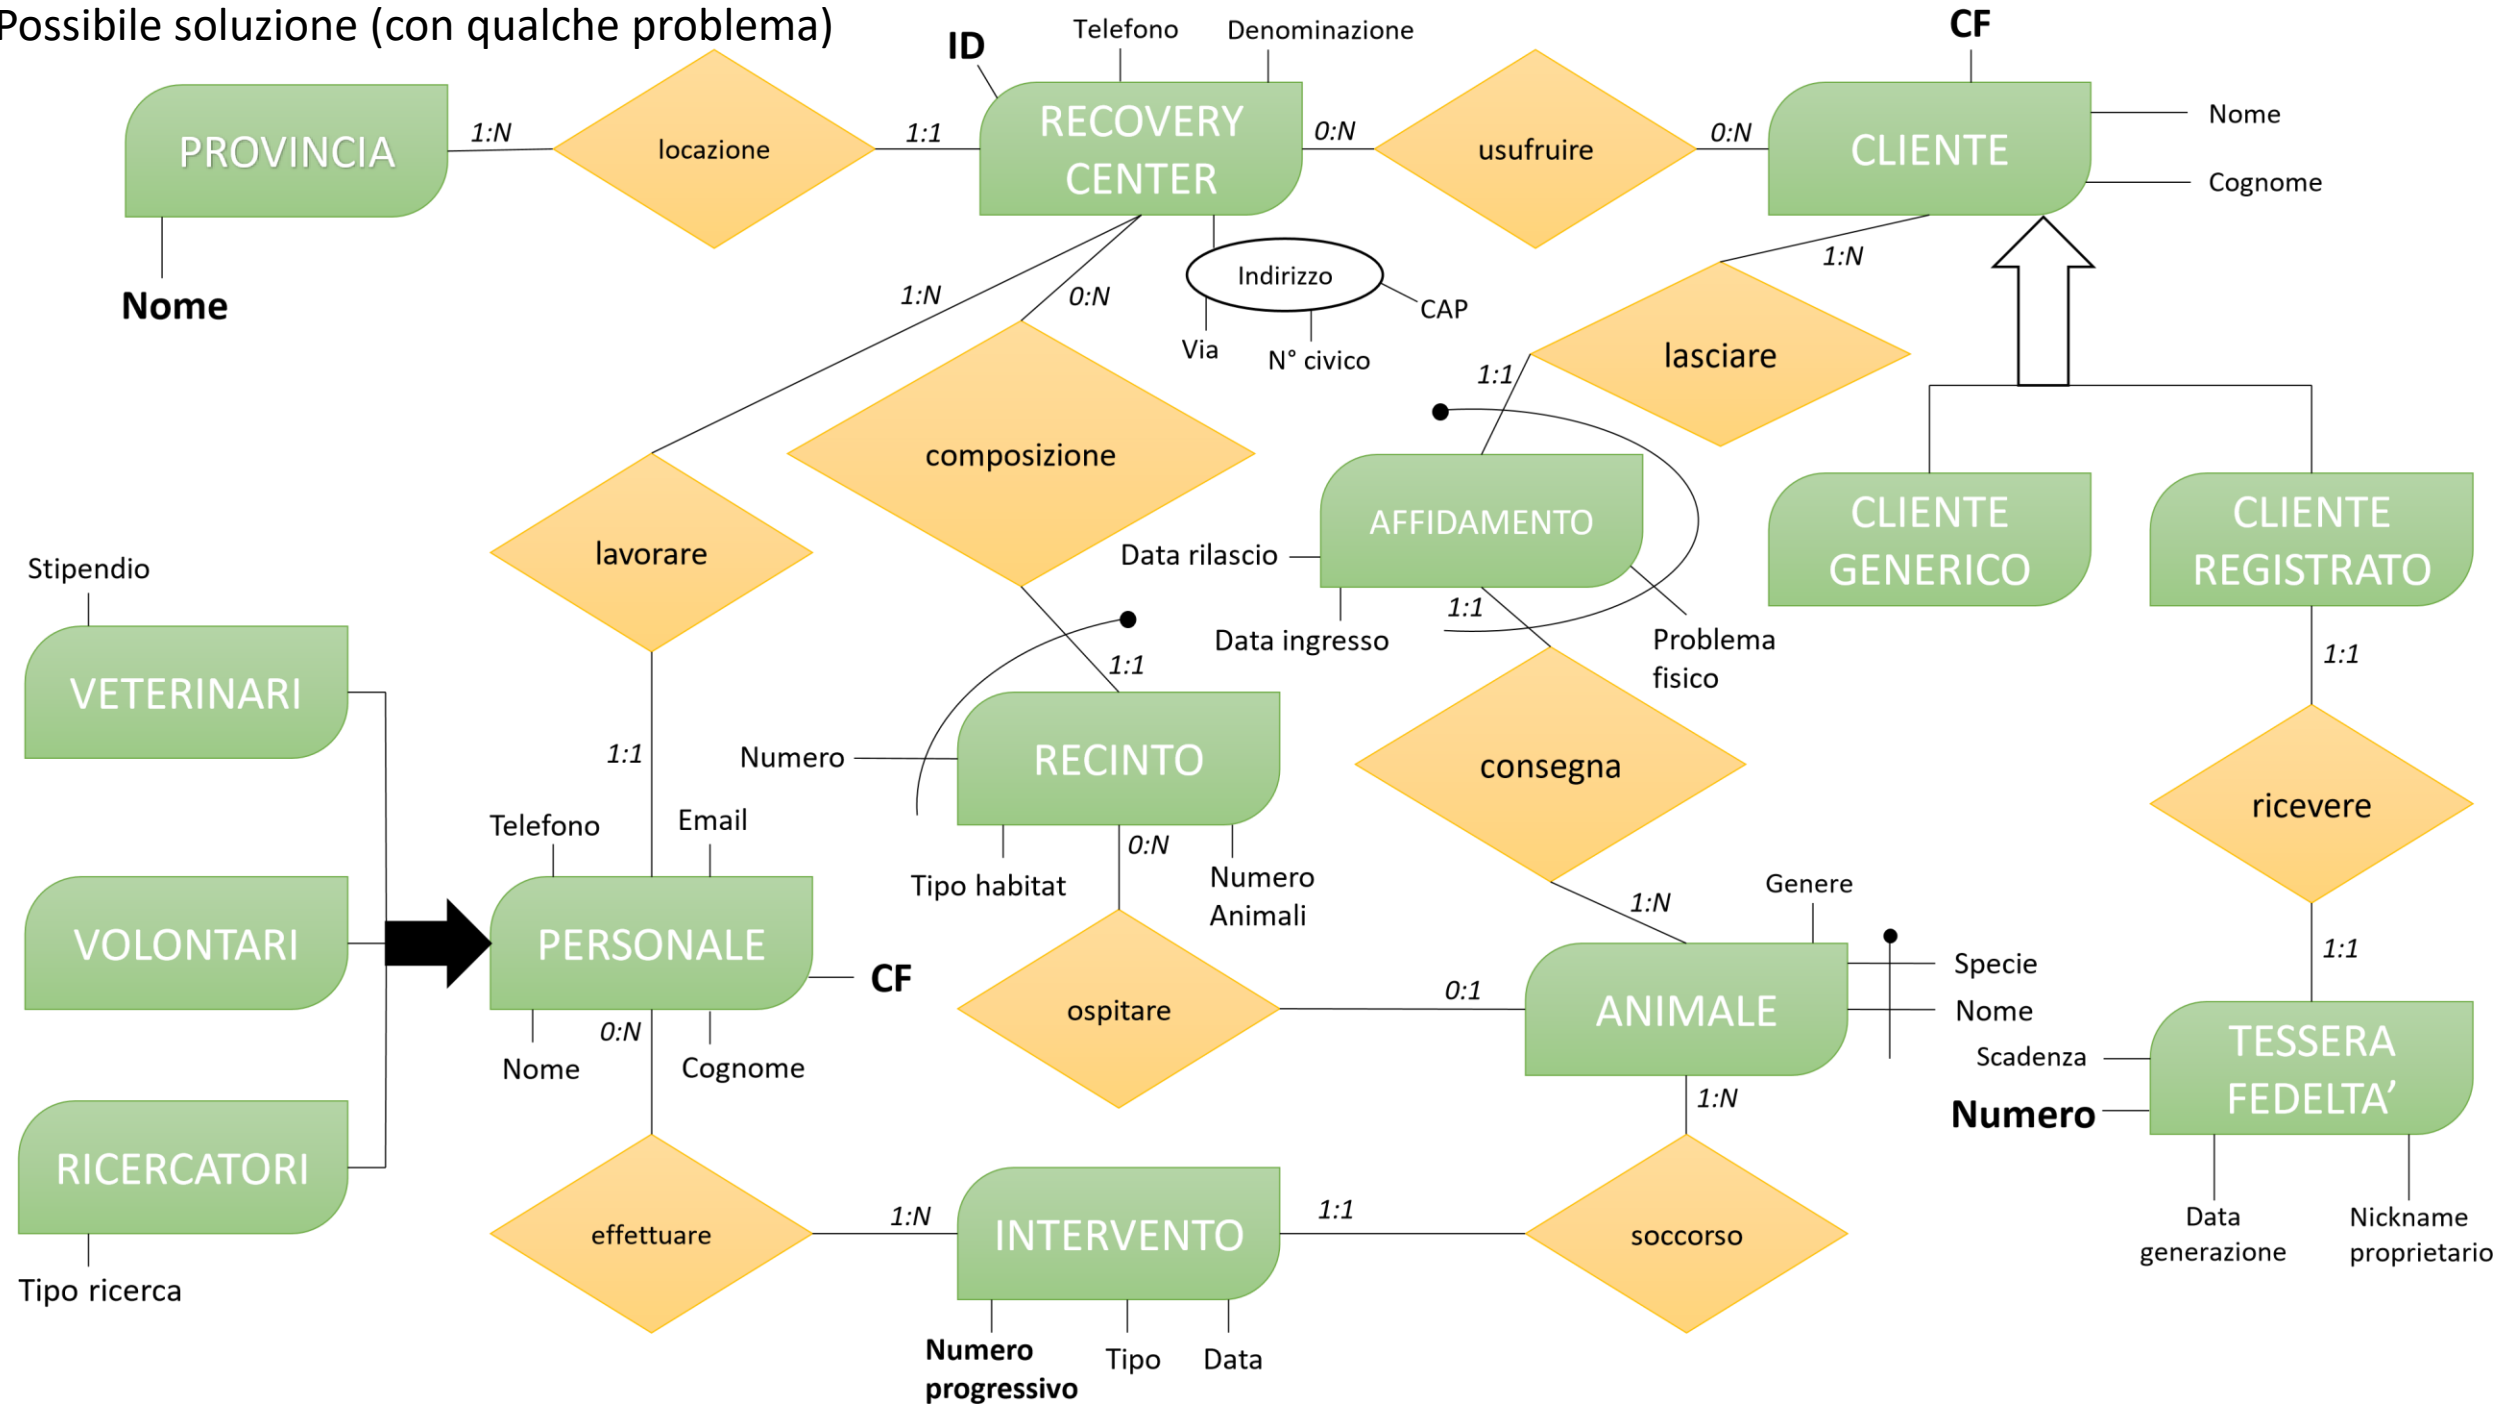 Possibile soluzione (con qualche problema)
ID
Telefono
Denominazione
CF
PROVINCIA
1:N
locazione
1:1
RECOVERY
CENTER
0:N
usufruire
0:N
CLIENTE
Nome
Cognome
Nome
1:N
0:N
Indirizzo
CAP
Via
N° civico
1:N
lasciare
1:1
composizione
lavorare
AFFIDAMENTO
Data rilascio
Data ingresso
1:1
Problema
fisico
CLIENTE
GENERICO
CLIENTE
REGISTRATO
Stipendio
VETERINARI
1:1
1:1
Numero
RECINTO
consegna
1:1
ricevere
Telefono
Email
0:N
Tipo habitat
Numero
Animali
1:N
Genere
VOLONTARI
PERSONALE
CF
ospitare
0:1
ANIMALE
Specie
Nome
1:1
0:N
Nome
Cognome
Scadenza
Numero
TESSERA
FEDELTA’
1:N
RICERCATORI
effettuare
1:N
INTERVENTO
1:1
soccorso
Data
generazione
Nickname
proprietario
Tipo ricerca
Numero
progressivo
Tipo
Data